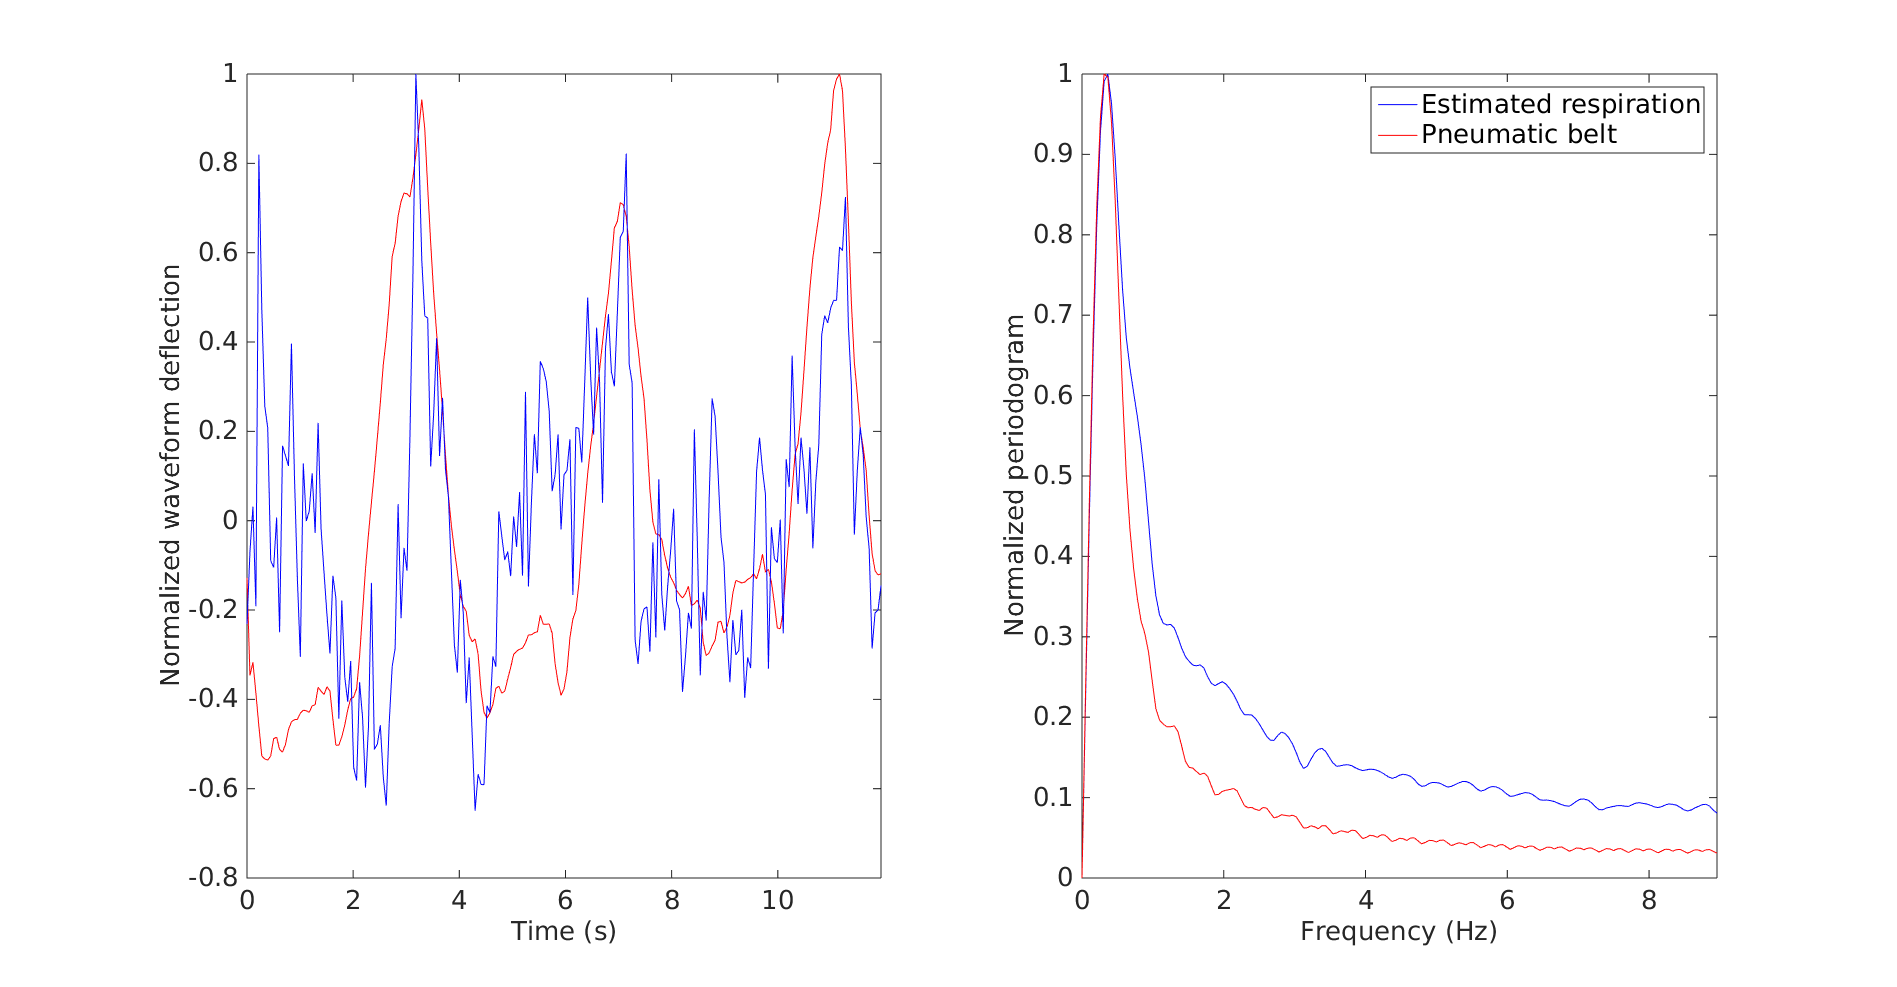 1
0.8
0.6
0.4
0.2
0
-0.2
-0.4
-0.6
-0.8
0 2 4 6 8 10
Time (s)
Normalized waveform deflection
1
0.9
0.8
0.7
0.6
0.5
0.4
0.3
0.2
0.1
0
0 2 4 6 8
Frequency (Hz)
Normalized periodogram
Estimated respiration
Pneumatic belt